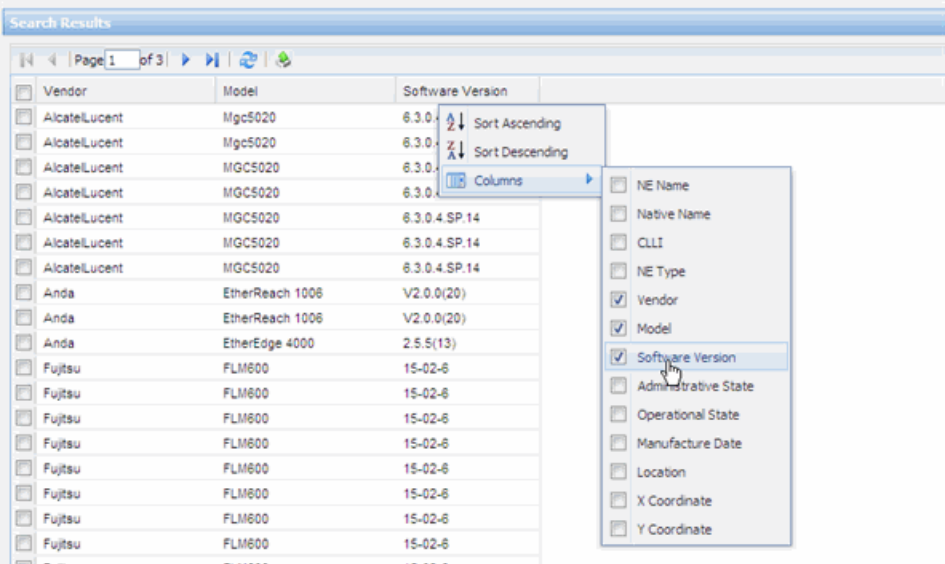 Search Results
Page 1 of 3
Vendor Model Software Version
AlcatelLucent Mgc5020 6.3.0.
AlcatelLucent Mgc5020 6.3.0.
AlcatelLucent MGC5020 6.3.0.
AlcatelLucent MGC5020 6.3.0.
AlcatelLucent MGC5020 6.3.0.4.SP.14
AlcatelLucent MGC5020 6.3.0.4.SP.14
AlcatelLucent MGC5020 6.3.0.4.SP.14
Anda EtherReach 1006 V2.0.0(20)
Anda EtherReach 1006 V2.0.0(20)
Anda EtherEdge 4000 2.5.5(13)
Fujitsu FLM600 15-02-6
Fujitsu FLM600 15-02-6
Fujitsu FLM600 15-02-6
Fujitsu FLM600 15-02-6
Fujitsu FLM600 15-02-6
Fujitsu FLM600 15-02-6
Fujitsu FLM600 15-02-6
Fujitsu FLM600 15-02-6
Sort Ascending
Sort Descending
Columns
NE Name
Native Name
CLLI
NE Type
Vendor
Model
Software Version
Administrative State
Operational State
Manufacture Date
Location
X Coordinate
Y Coordinate